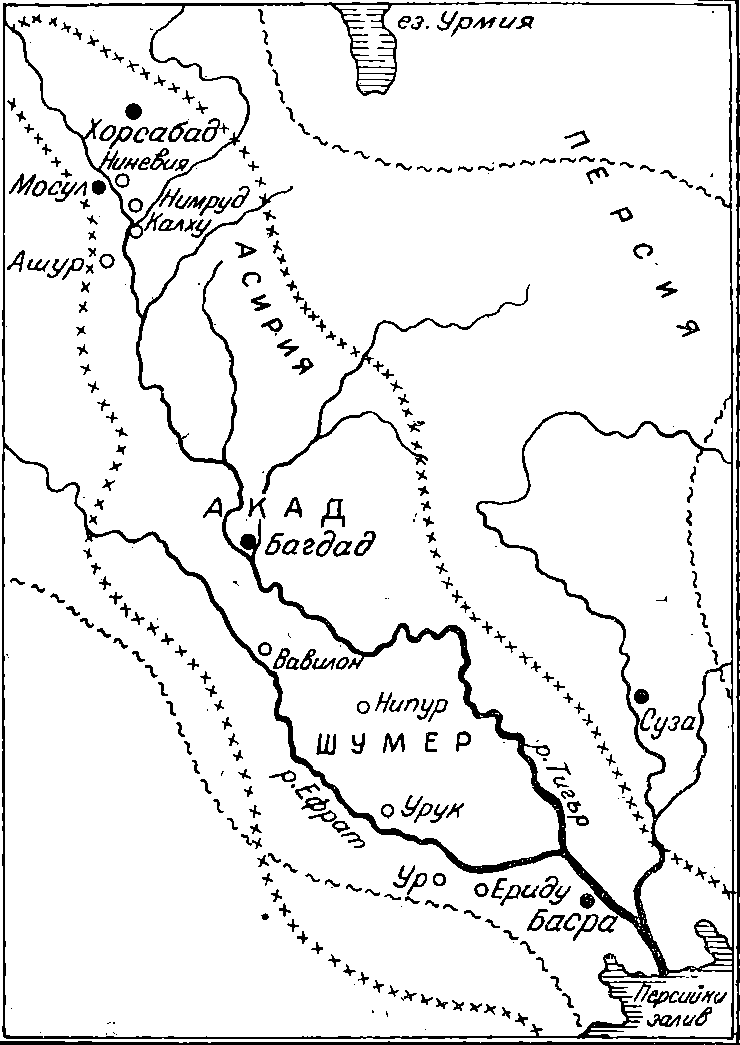 ез. Урмия
Хорсабад
Ниневия
Мосул
Нимруд
Калху
Ашур
ПЕРСИЯ
АСИРИЯ
АКАД
Багдад
Вавилон
Нипур
Суза
ШУМЕР
р. Тигър
р. Ефрат
Урук
Ур
Ериду
Басра
Персийки
залив